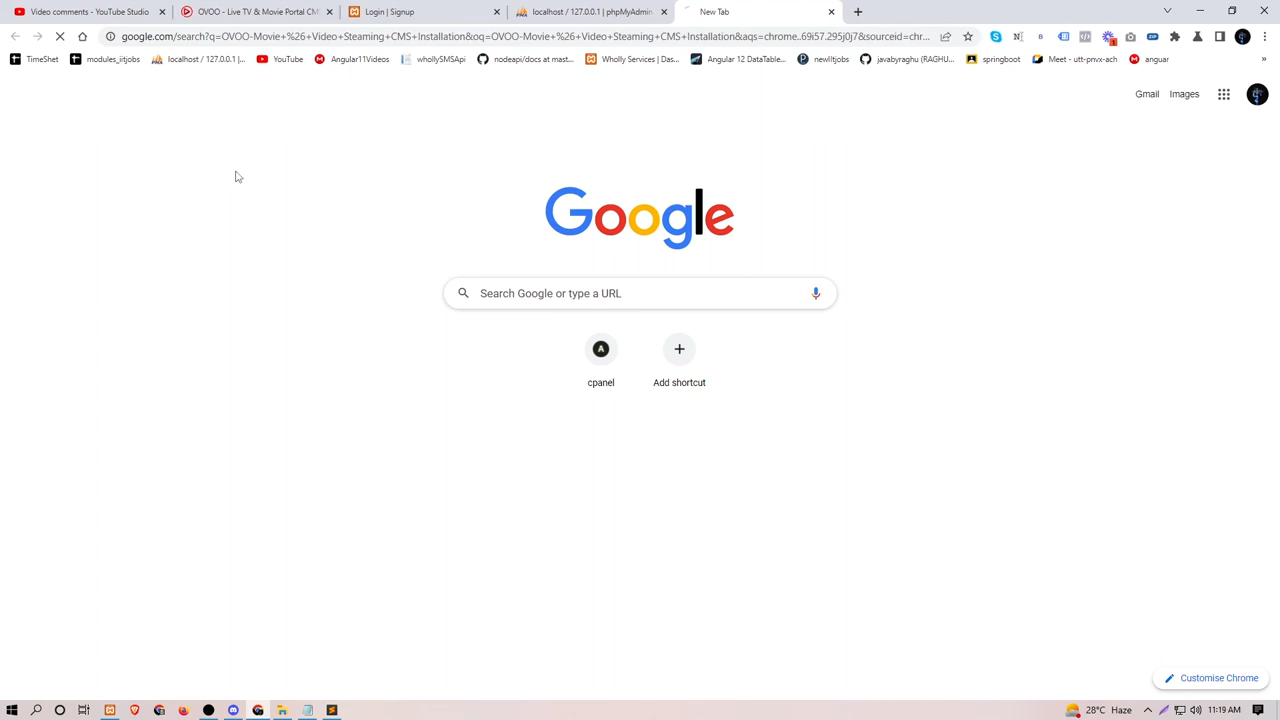 Video comments - YouTube Studio
OVOO - Live TV & Movie Portal CM
Login | Signup
localhost / 127.0.0.1 | phpMyAdmin
New Tab
google.com/search?q=OVOO-Movie+%26+Video+Steaming+CMS+Installation&oq=OVOO-Movie+%26+Video+Steaming+CMS+Installation&aqs=chrome..69i57.295j0j7&sourceid=chr...
TimeShet
modules_iitjobs
localhost / 127.0.0.1 |...
YouTube
Angular11Videos
whollySMSApi
nodeapi/docs at mast...
Wholly Services | Das...
Angular 12 DataTable...
newIItjobs
javabyraghu (RAGHU...
springboot
Meet - utt-pnvx-ach
anguar
»
Gmail
Images
Google
Search Google or type a URL
A
cpanel
Add shortcut
Customise Chrome
28°C Haze
11:19 AM